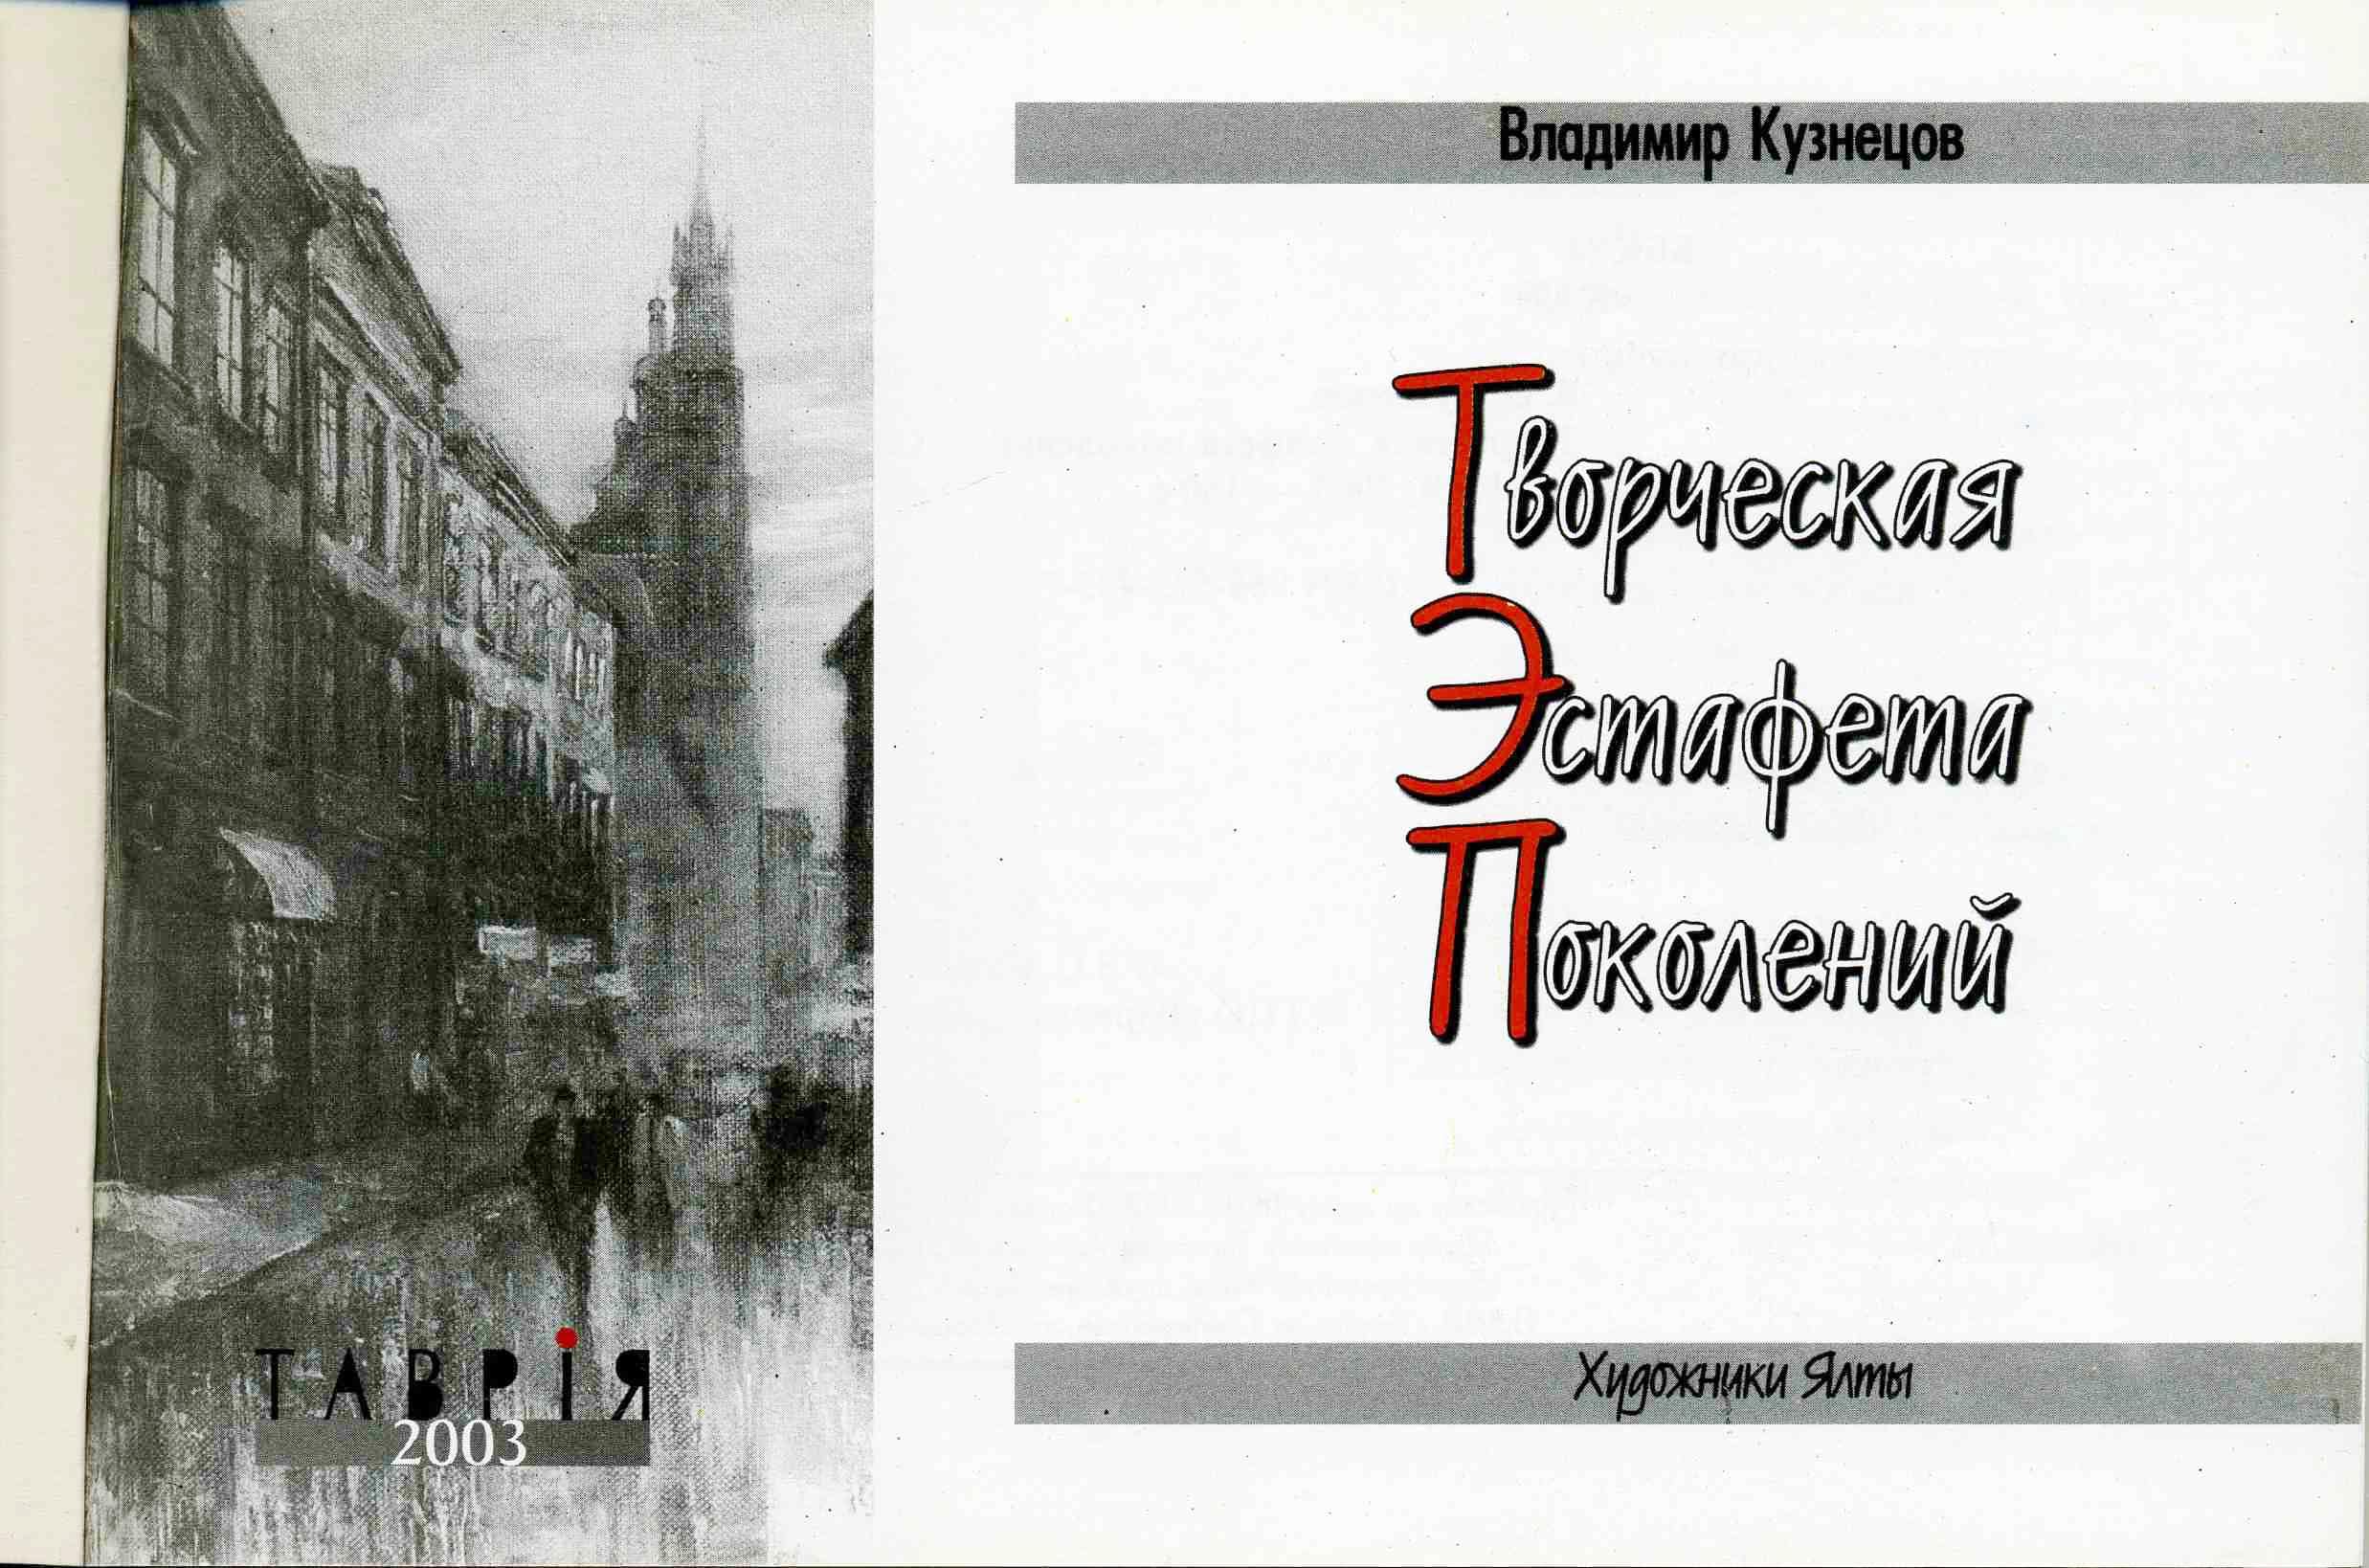 Владимир Кузнецов
Творческая
Эстафета
Поколений
Художники Ялты
ТАВРІЯ
2003